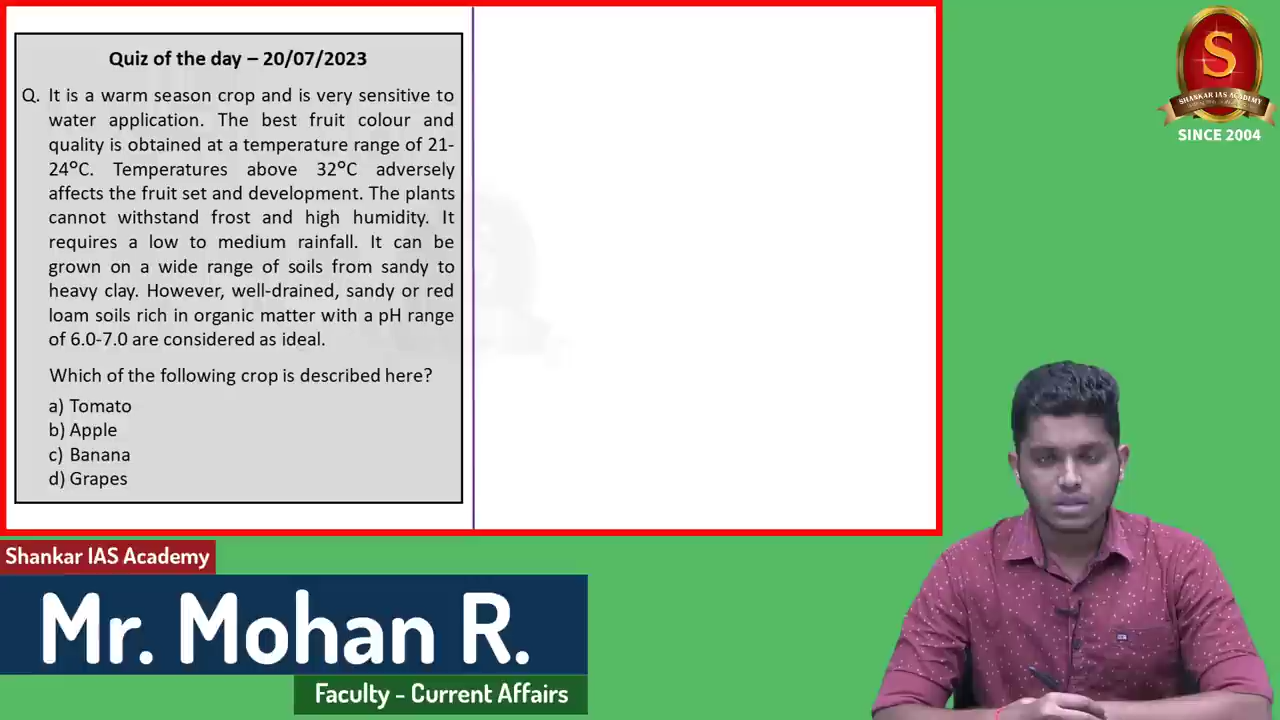 Quiz of the day – 20/07/2023
Q. It is a warm season crop and is very sensitive to
water application. The best fruit colour and
quality is obtained at a temperature range of 21-
24°C. Temperatures above 32°C adversely
affects the fruit set and development. The plants
cannot withstand frost and high humidity. It
requires a low to medium rainfall. It can be
grown on a wide range of soils from sandy to
heavy clay. However, well-drained, sandy or red
loam soils rich in organic matter with a pH range
of 6.0-7.0 are considered as ideal.
Which of the following crop is described here?
a) Tomato
b) Apple
c) Banana
d) Grapes
S
SHANKAR IAS ACADEMY
SINCE 2004
Shankar IAS Academy
Mr. Mohan R.
Faculty - Current Affairs